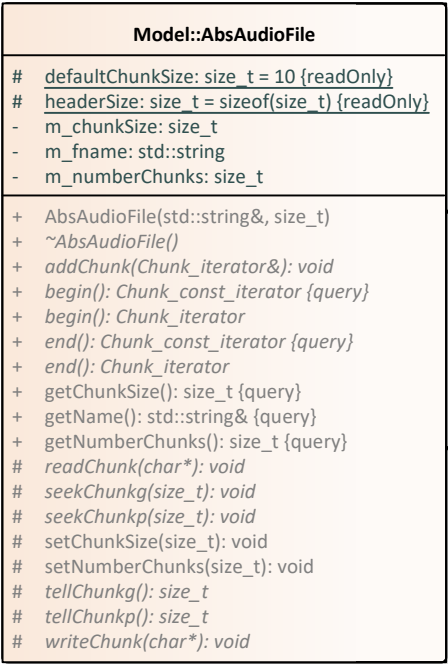 Model::AbsAudioFile
# defaultChunkSize: size_t = 10 {readOnly}
# headerSize: size_t = sizeof(size_t) {readOnly}
- m_chunkSize: size_t
- m_fname: std::string
- m_numberChunks: size_t
+ AbsAudioFile(std::string&, size_t)
+ ~AbsAudioFile()
+ addChunk(Chunk_iterator&): void
+ begin(): Chunk_const_iterator {query}
+ begin(): Chunk_iterator
+ end(): Chunk_const_iterator {query}
+ end(): Chunk_iterator
+ getChunkSize(): size_t {query}
+ getName(): std::string& {query}
+ getNumberChunks(): size_t {query}
# readChunk(char*): void
# seekChunkg(size_t): void
# seekChunkp(size_t): void
# setChunkSize(size_t): void
# setNumberChunks(size_t): void
# tellChunkg(): size_t
# tellChunkp(): size_t
# writeChunk(char*): void